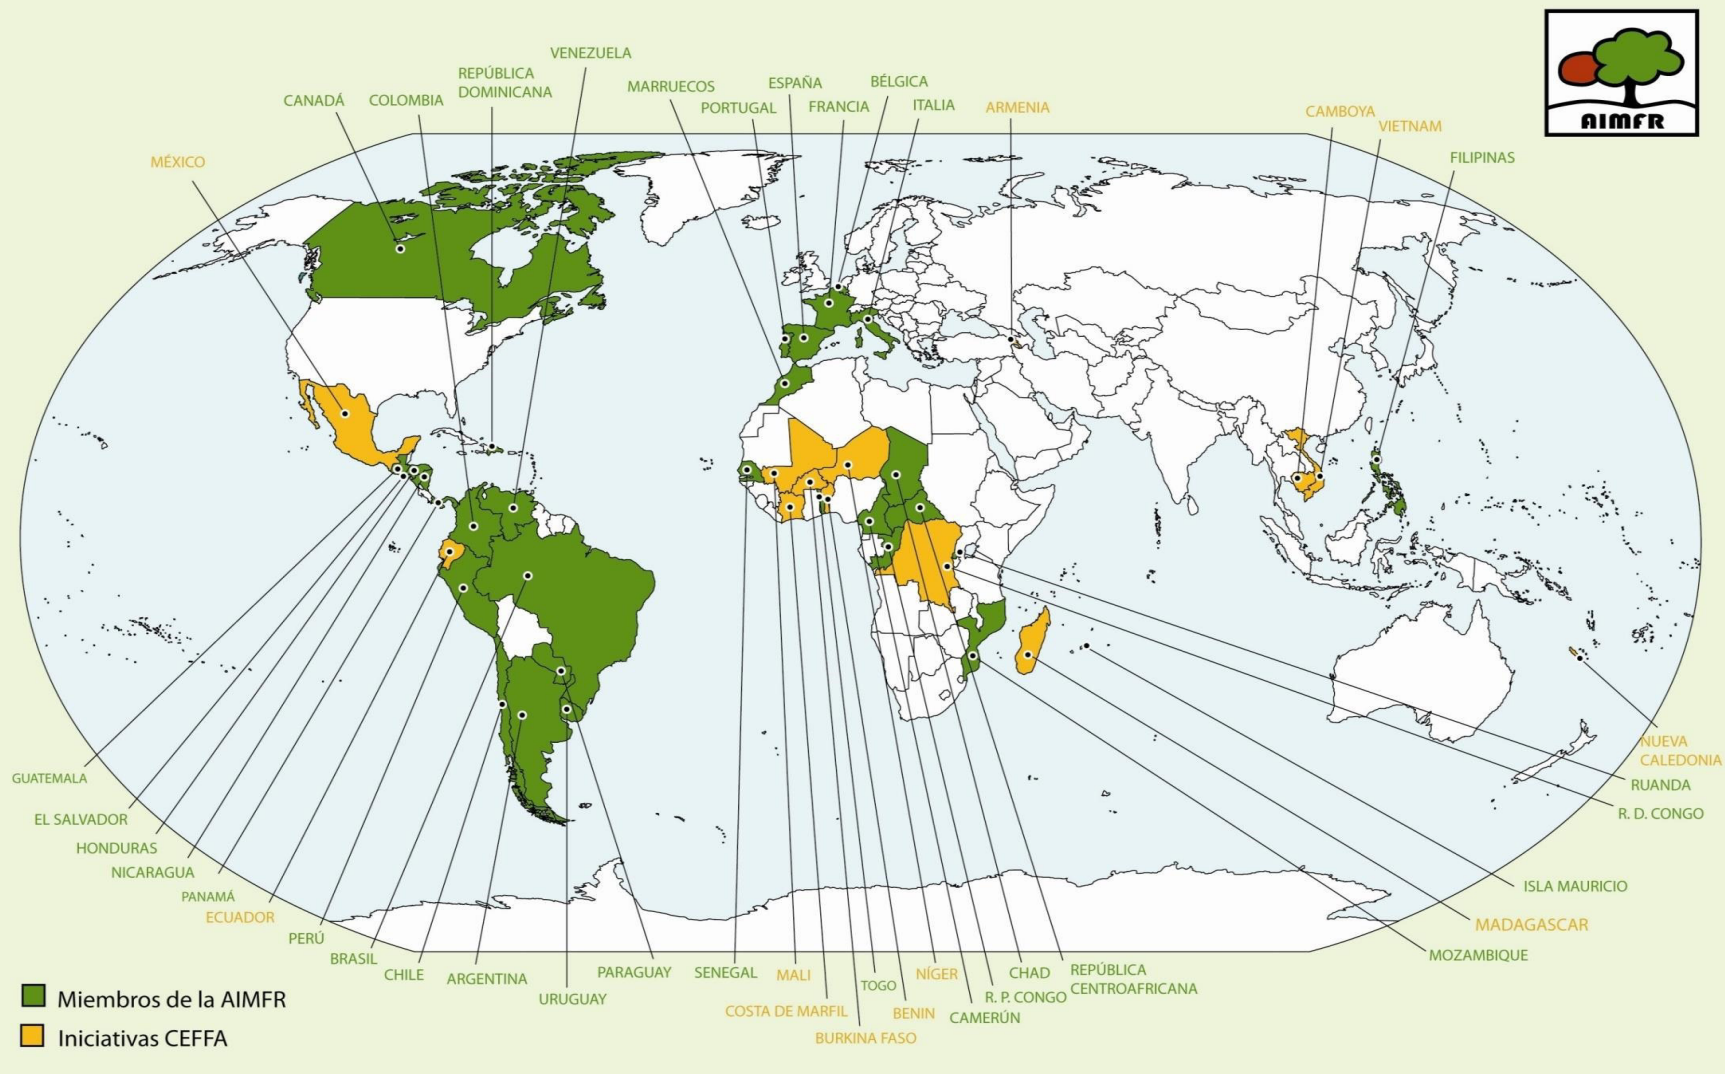 VENEZUELA
REPÚBLICA
DOMINICANA
CANADÁ
COLOMBIA
MARRUECOS
PORTUGAL
ESPAÑA
FRANCIA
BÉLGICA
ITALIA
ARMENIA
CAMBOYA
VIETNAM
FILIPINAS
AIMFR
MÉXICO
GUATEMALA
EL SALVADOR
HONDURAS
NICARAGUA
PANAMÁ
ECUADOR
PERÚ
BRASIL
CHILE
ARGENTINA
URUGUAY
PARAGUAY
SENEGAL
MALI
COSTA DE MARFIL
BURKINA FASO
TOGO
BENIN
NÍGER
CAMERÚN
R. P. CONGO
CHAD
REPÚBLICA
CENTROAFRICANA
MOZAMBIQUE
MADAGASCAR
ISLA MAURICIO
R. D. CONGO
RUANDA
NUEVA
CALEDONIA
Miembros de la AIMFR
Iniciativas CEFFA